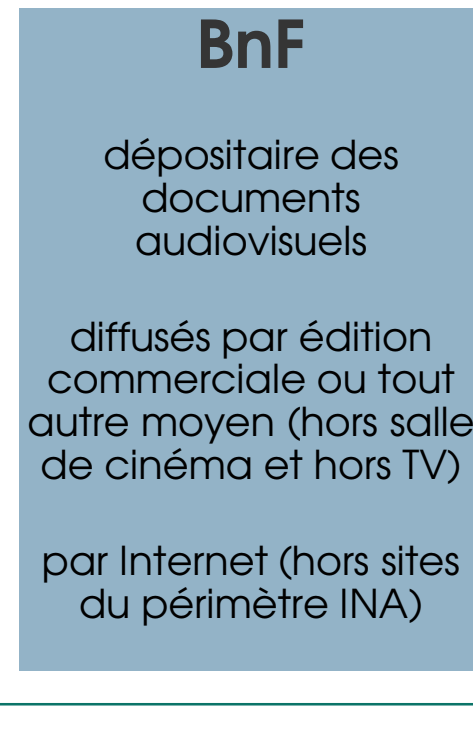 BnF
dépositaire des
documents
audiovisuels
diffusés par édition
commerciale ou tout
autre moyen (hors salle
de cinéma et hors TV)
par Internet (hors sites
du périmètre INA)